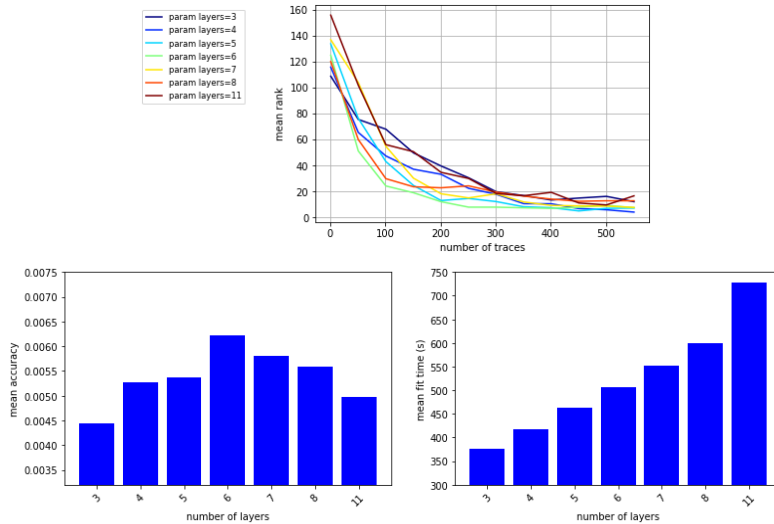 param layers=3
param layers=4
param layers=5
param layers=6
param layers=7
param layers=8
param layers=11
160
140
120
100
80
60
40
20
0
mean rank
0 100 200 300 400 500
number of traces
0.0075
0.0070
0.0065
0.0060
0.0055
0.0050
0.0045
0.0040
0.0035
mean accuracy
3 4 5 6 7 8 11
number of layers
750
700
650
600
550
500
450
400
350
300
mean fit time (s)
3 4 5 6 7 8 11
number of layers